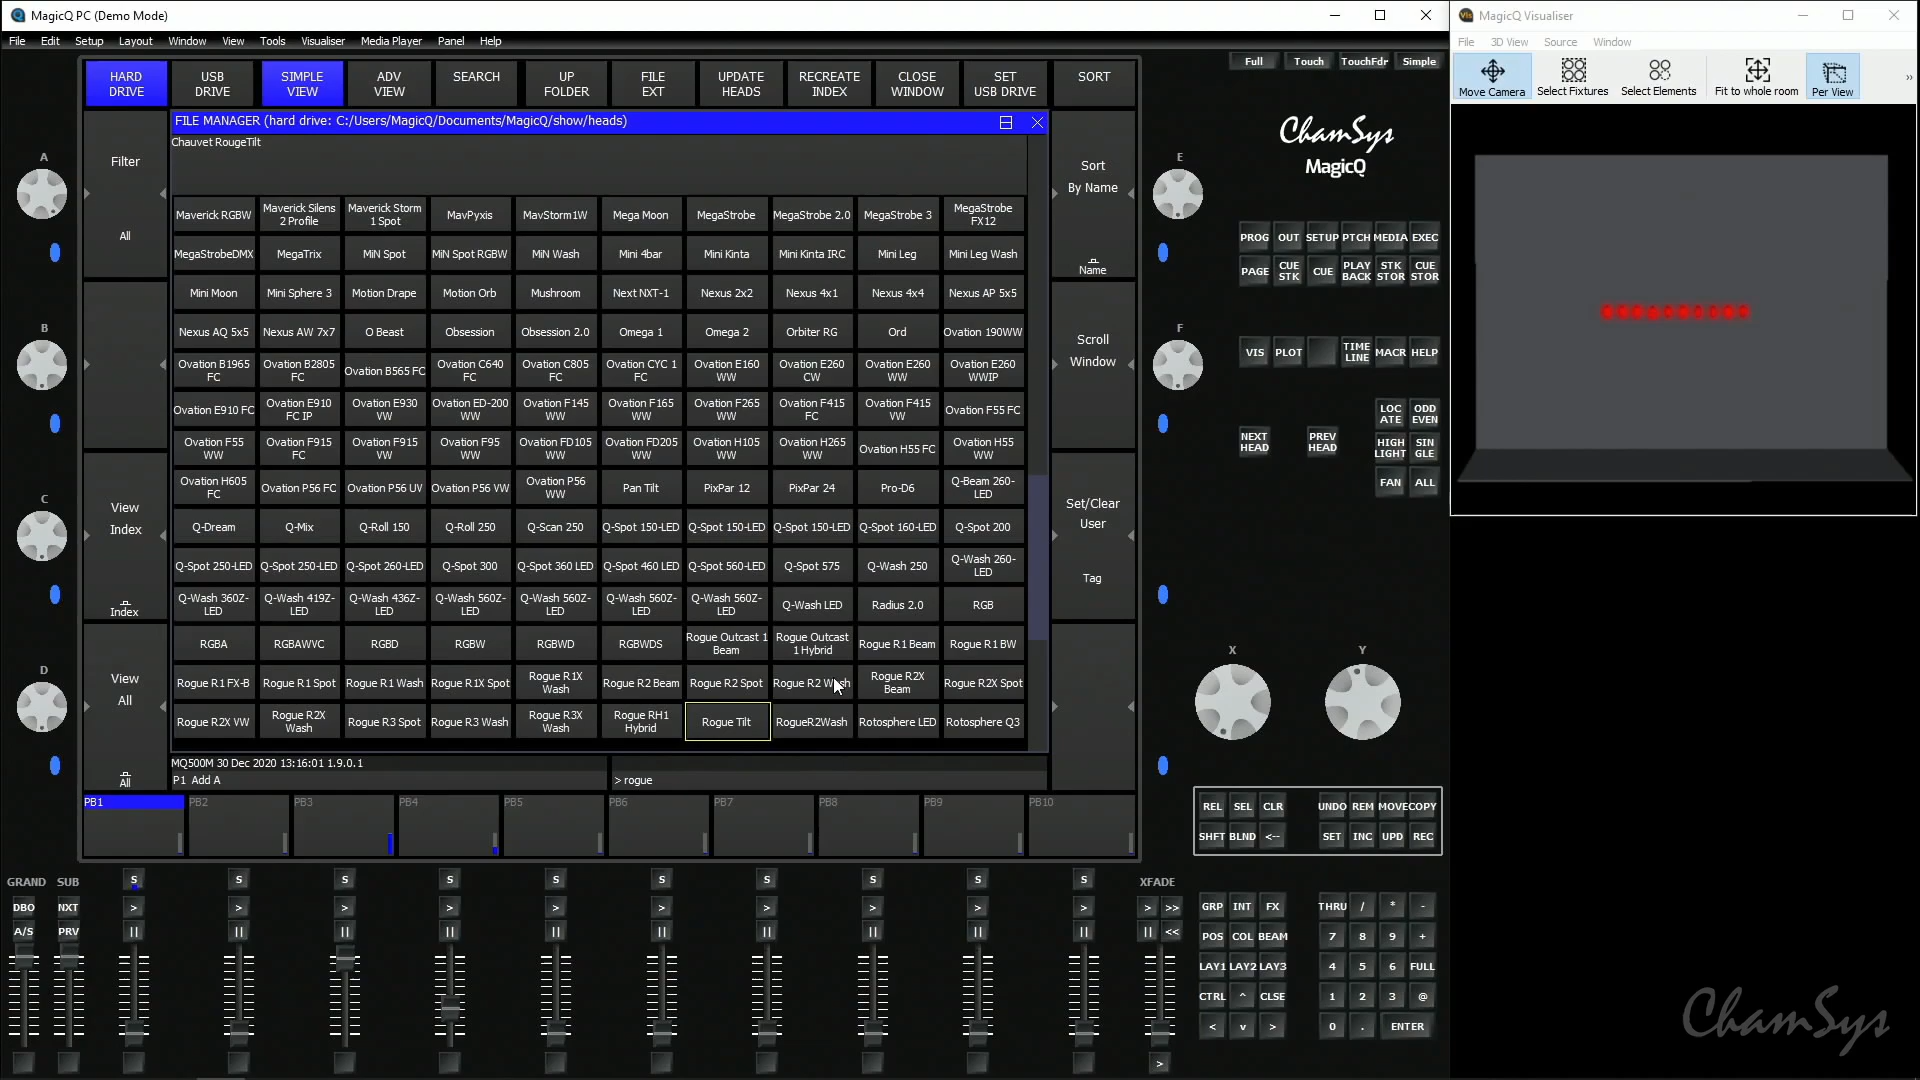 MagicQ PC (Demo Mode)
File Edit Setup Layout Window View Tools Visualiser Media Player Panel Help
HARD DRIVE
USB DRIVE
SIMPLE VIEW
ADV VIEW
SEARCH
UP FOLDER
FILE EXT
UPDATE HEADS
RECREATE INDEX
CLOSE WINDOW
SET USB DRIVE
SORT
FILE MANAGER (hard drive: C:/Users/MagicQ/Documents/MagicQ/show/heads)
Chauvet RougeTilt
Filter
All
View
Index
Index
View
All
All
Maverick RGBW Maverick Silens 2 Profile Maverick Storm 1 Spot MavPyxis MavStorm1W Mega Moon MegaStrobe MegaStrobe 2.0 MegaStrobe 3 MegaStrobe FX12
MegaStrobeDMX MegaTrix MiN Spot MiN Spot RGBW MiN Wash Mini 4bar Mini Kinta Mini Kinta IRC Mini Leg Mini Leg Wash
Mini Moon Mini Sphere 3 Motion Drape Motion Orb Mushroom Next NXT-1 Nexus 2x2 Nexus 4x1 Nexus 4x4 Nexus AP 5x5
Nexus AQ 5x5 Nexus AW 7x7 O Beast Obsession Obsession 2.0 Omega 1 Omega 2 Orbiter RG Ord Ovation 190WW
Ovation B1965 FC Ovation B2805 FC Ovation B565 FC Ovation C640 FC Ovation C805 FC Ovation CYC 1 FC Ovation E160 WW Ovation E260 CW Ovation E260 WW Ovation E260 WWIP
Ovation E910 FC Ovation E910 FC IP Ovation E930 VW Ovation ED-200 WW Ovation F145 WW Ovation F165 WW Ovation F265 WW Ovation F415 FC Ovation F415 VW Ovation F55 FC
Ovation F55 WW Ovation F915 FC Ovation F915 VW Ovation F95 WW Ovation FD105 WW Ovation FD205 WW Ovation H105 WW Ovation H265 WW Ovation H55 FC Ovation H55 WW
Ovation H605 FC Ovation P56 FC Ovation P56 UV Ovation P56 VW Ovation P56 WW Pan Tilt PixPar 12 PixPar 24 Pro-D6 Q-Beam 260-LED
Q-Dream Q-Mix Q-Roll 150 Q-Roll 250 Q-Scan 250 Q-Spot 150-LED Q-Spot 150-LED Q-Spot 150-LED Q-Spot 160-LED Q-Spot 200
Q-Spot 250-LED Q-Spot 250-LED Q-Spot 260-LED Q-Spot 300 Q-Spot 360 LED Q-Spot 460 LED Q-Spot 560-LED Q-Spot 575 Q-Wash 250 Q-Wash 260-LED
Q-Wash 360Z-LED Q-Wash 419Z-LED Q-Wash 436Z-LED Q-Wash 560Z-LED Q-Wash 560Z-LED Q-Wash 560Z-LED Q-Wash 560Z-LED Q-Wash LED Radius 2.0 RGB
RGBA RGBAWVC RGBD RGBW RGBWD RGBWDS Rogue Outcast 1 Beam Rogue Outcast 1 Hybrid Rogue R1 Beam Rogue R1 BW
Rogue R1 FX-B Rogue R1 Spot Rogue R1 Wash Rogue R1X Spot Rogue R1X Wash Rogue R2 Beam Rogue R2 Spot Rogue R2 Wash Rogue R2X Beam Rogue R2X Spot
Rogue R2X VW Rogue R2X Wash Rogue R3 Spot Rogue R3 Wash Rogue R3X Wash Rogue RH1 Hybrid Rogue Tilt RogueR2Wash Rotosphere LED Rotosphere Q3
Sort
By Name
Name
Scroll
Window
Set/Clear
User
Tag
MQ500M 30 Dec 2020 13:16:01 1.9.0.1
P1 Add A
> rogue
PB1 PB2 PB3 PB4 PB5 PB6 PB7 PB8 PB9 PB10
A
B
C
D
E
F
X Y
GRAND SUB
DBO NXT
A/S PRV
S S S S S S S S S S
> > > > > > > > > >
XFADE
> >>
<<
>
Full Touch TouchFdr Simple
ChamSys
MagicQ
PROG OUT SETUP PTCH MEDIA EXEC
PAGE CUE STK CUE PLAY BACK STK STOR CUE STOR
VIS PLOT TIME LINE MACR HELP
LOC ATE ODD EVEN
NEXT HEAD PREV HEAD HIGH LIGHT SIN GLE
FAN ALL
REL SEL CLR UNDO REM MOVE COPY
SHFT BLND <-- SET INC UPD REC
GRP INT FX THRU / * -
POS COL BEAM 7 8 9 +
LAY1 LAY2 LAY3 4 5 6 FULL
CTRL ^ CLSE 1 2 3 @
< v > 0 . ENTER
MagicQ Visualiser
File 3D View Source Window
Move Camera Select Fixtures Select Elements Fit to whole room Per View
»
ChamSys